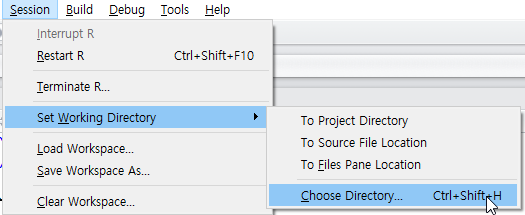 Session Build Debug Tools Help
Interrupt R
Restart R Ctrl+Shift+F10
Terminate R...
Set Working Directory
To Project Directory
To Source File Location
To Files Pane Location
Choose Directory... Ctrl+Shift+H
Load Workspace...
Save Workspace As...
Clear Workspace...